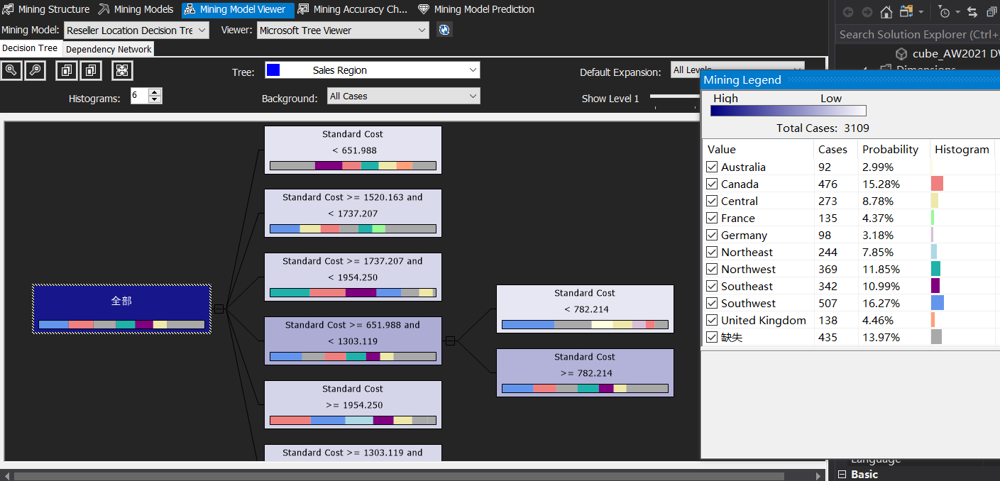 Mining Structure Mining Models Mining Model Viewer Mining Accuracy Ch... Mining Model Prediction
Mining Model: Reseller Location Decision Tre Viewer: Microsoft Tree Viewer
Decision Tree Dependency Network
Tree: Sales Region Default Expansion: All Levels
Histograms: 6 Background: All Cases Show Level 1
Search Solution Explorer (Ctrl+
cube_AW2021 DV
Dimensions
Mining Legend
High Low
Total Cases: 3109
Value Cases Probability Histogram
Australia 92 2.99%
Canada 476 15.28%
Central 273 8.78%
France 135 4.37%
Germany 98 3.18%
Northeast 244 7.85%
Northwest 369 11.85%
Southeast 342 10.99%
Southwest 507 16.27%
United Kingdom 138 4.46%
缺失 435 13.97%
全部
Standard Cost
< 651.988
Standard Cost >= 1520.163 and
< 1737.207
Standard Cost >= 1737.207 and
< 1954.250
Standard Cost >= 651.988 and
< 1303.119
Standard Cost
>= 1954.250
Standard Cost >= 1303.119 and
Standard Cost
< 782.214
Standard Cost
>= 782.214
Language
Basic